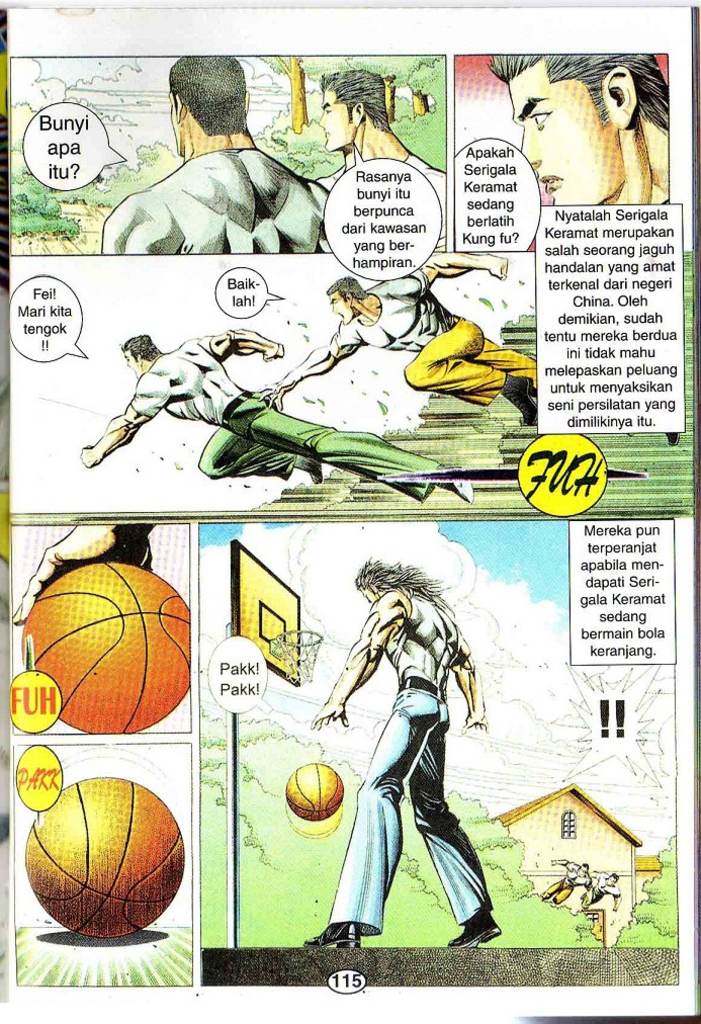 Bunyi
apa
itu?
Rasanya
bunyi itu
berpunca
dari kawasan
yang ber-
hampiran.
Apakah
Serigala
Keramat
sedang
berlatih
Kung fu?
Nyatalah Serigala
Keramat merupakan
salah seorang jaguh
handalan yang amat
terkenal dari negeri
China. Oleh
demikian, sudah
tentu mereka berdua
ini tidak mahu
melepaskan peluang
untuk menyaksikan
seni persilatan yang
dimilikinya itu.
Fei!
Mari kita
tengok
!!
Baik-
lah!
FUH
FUH
PAKK
Mereka pun
terperanjat
apabila men-
dapati Seri-
gala Keramat
sedang
bermain bola
keranjang.
Pakk!
Pakk!
!!
115